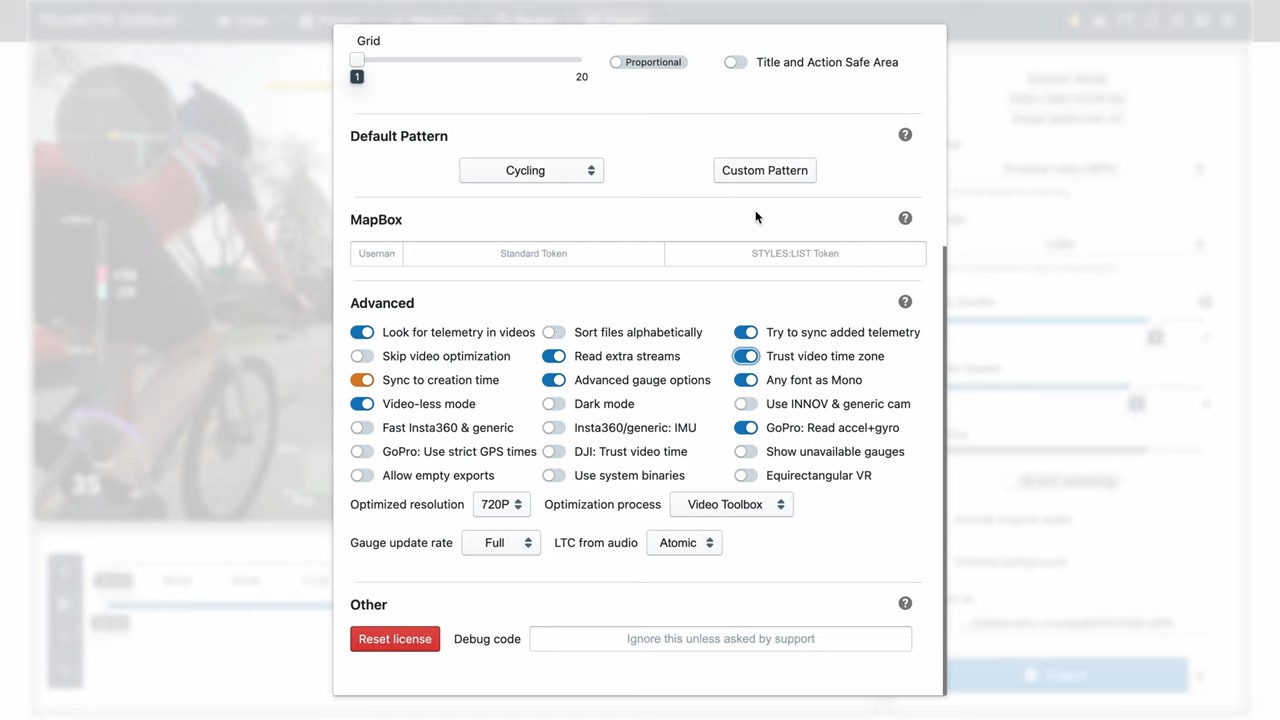 Grid
Proportional
Title and Action Safe Area
1
20
Default Pattern
Cycling
Custom Pattern
MapBox
Usernam
Standard Token
STYLES:LIST Token
Advanced
Look for telemetry in videos
Sort files alphabetically
Try to sync added telemetry
Skip video optimization
Read extra streams
Trust video time zone
Sync to creation time
Advanced gauge options
Any font as Mono
Video-less mode
Dark mode
Use INNOV & generic cam
Fast Insta360 & generic
Insta360/generic: IMU
GoPro: Read accel+gyro
GoPro: Use strict GPS times
DJI: Trust video time
Show unavailable gauges
Allow empty exports
Use system binaries
Equirectangular VR
Optimized resolution
720P
Optimization process
Video Toolbox
Gauge update rate
Full
LTC from audio
Atomic
Other
Reset license
Debug code
Ignore this unless asked by support
35